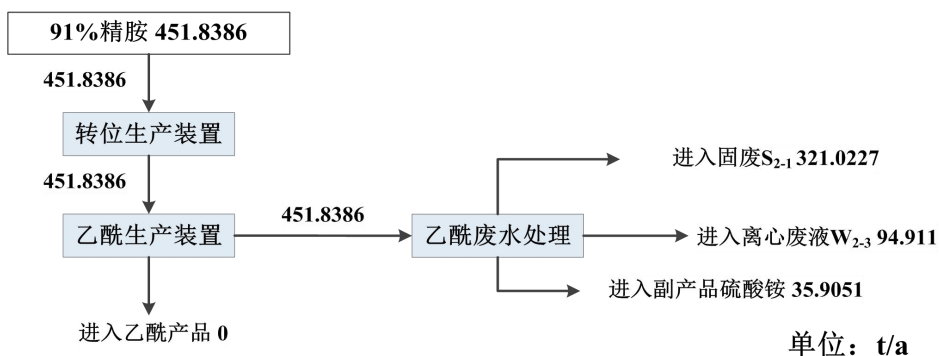 91%精胺 451.8386
451.8386
转位生产装置
451.8386
乙酰生产装置
451.8386
乙酰废水处理
进入固废S₂₋₁ 321.0227
进入离心废液W₂₋₃ 94.911
进入副产品硫酸铵 35.9051
进入乙酰产品 0
单位：t/a